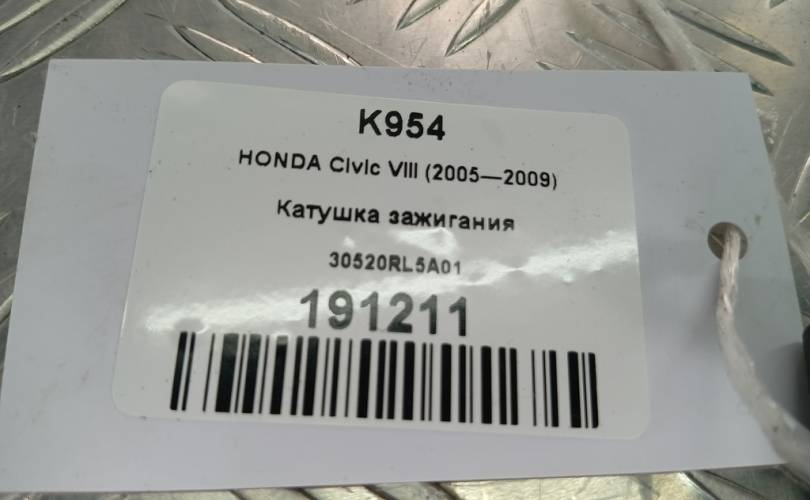 K954
HONDA Civic VIII (2005—2009)
Катушка зажигания
30520RL5A01
191211